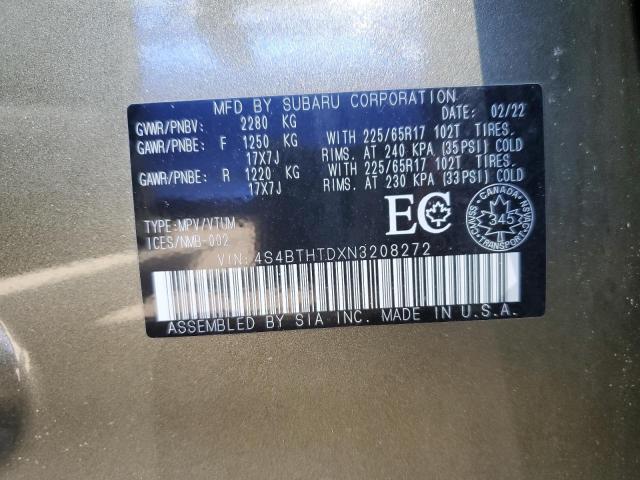 MFD BY SUBARU CORPORATION DATE: 02/22
GVWR/PNBV: 2280 KG
GAWR/PNBE: F 1250 KG WITH 225/65R17 102T TIRES.
17X7J RIMS. AT 240 KPA (35PSI) COLD
GAWR/PNBE: R 1220 KG WITH 225/65R17 102T TIRES.
17X7J RIMS. AT 230 KPA (33PSI) COLD
EC
CANADA
345
TRANSPORT
NSVAC
NVASC
TYPE:MPV/VTUM
ICES/NMB-002
VIN: 4S4BTHTDXN3208272
ASSEMBLED BY SIA INC. MADE IN U.S.A.